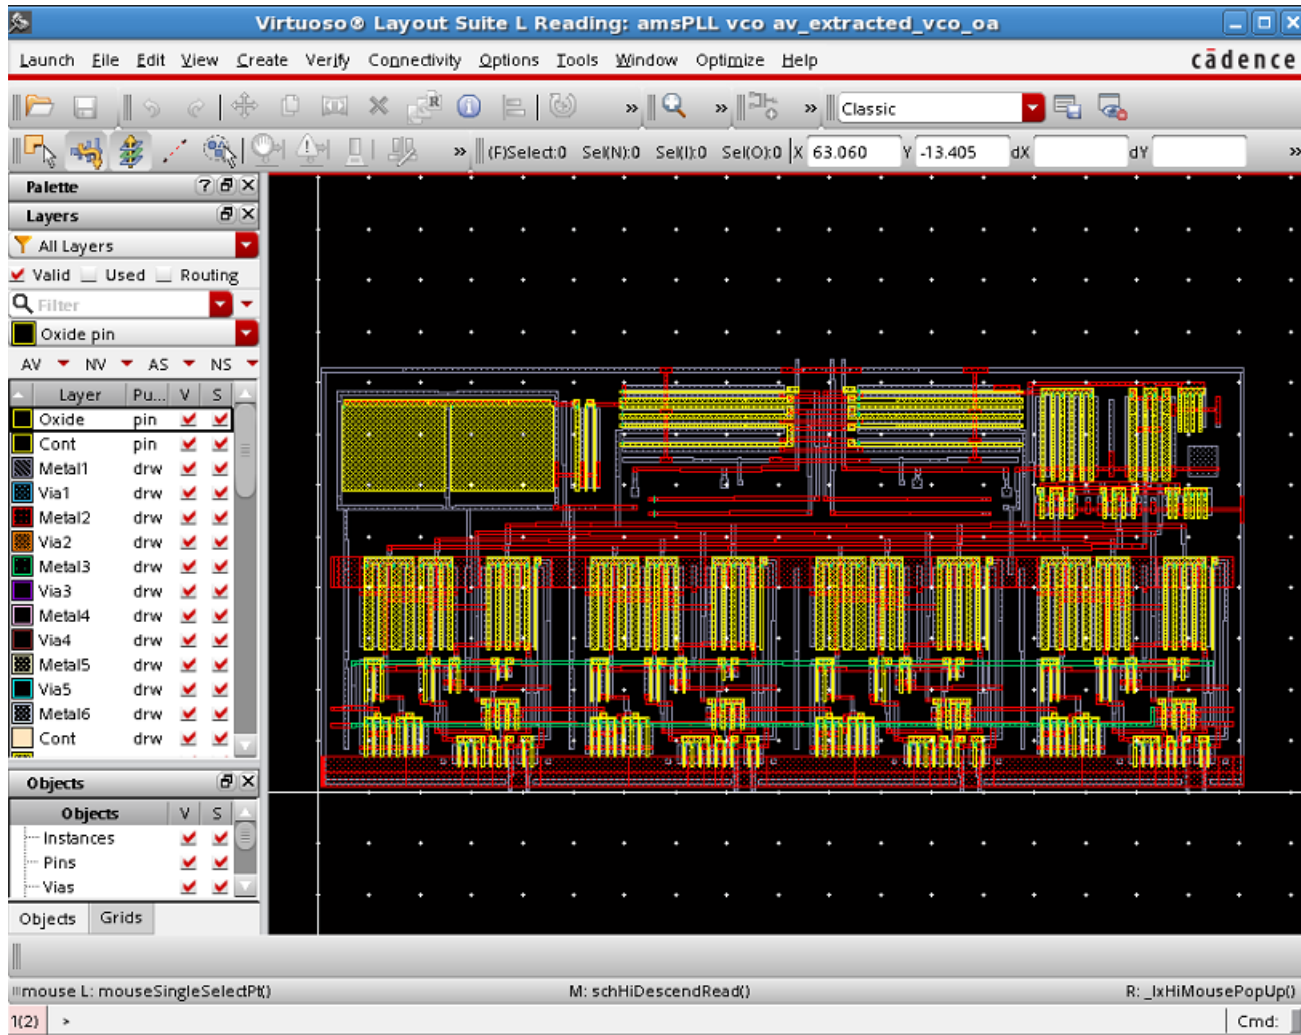 Virtuoso® Layout Suite L Reading: amsPLL vco av_extracted_vco_oa
Launch File Edit View Create Verify Connectivity Options Tools Window Optimize Help cādence
» » » Classic
» (F)Select:0 Sel(N):0 Sel(I):0 Sel(O):0 X 63.060 Y -13.405 dX dY »
Palette
Layers
All Layers
Valid Used Routing
Filter
Oxide pin
AV NV AS NS
Layer Pu... V S
Oxide pin
Cont pin
Metal1 drw
Via1 drw
Metal2 drw
Via2 drw
Metal3 drw
Via3 drw
Metal4 drw
Via4 drw
Metal5 drw
Via5 drw
Metal6 drw
Cont drw
Objects
Objects V S
Instances
Pins
Vias
Objects Grids
mouse L: mouseSingleSelectPt() M: schHiDescendRead() R: _lxHiMousePopUp()
1(2) > Cmd: